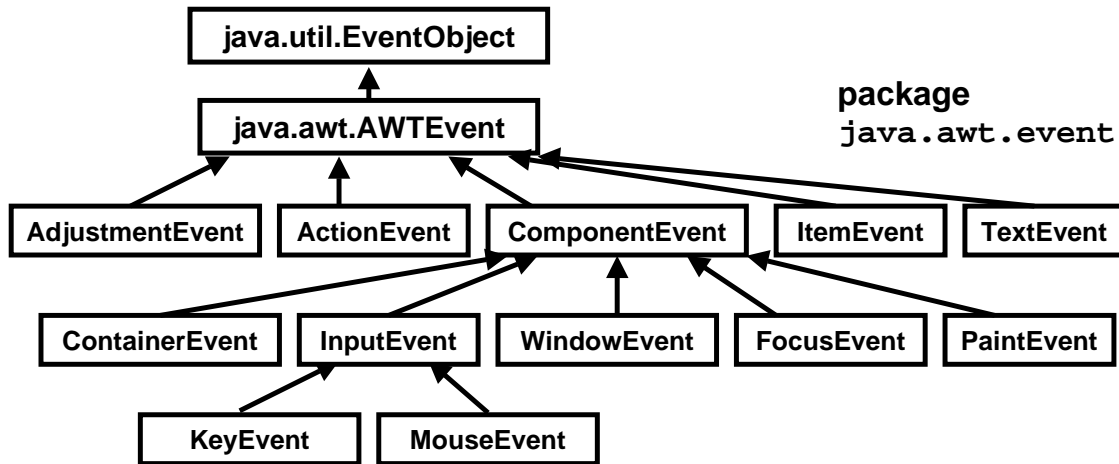 java.util.EventObject
package
java.awt.event
java.awt.AWTEvent
AdjustmentEvent
ActionEvent
ComponentEvent
ItemEvent
TextEvent
ContainerEvent
InputEvent
WindowEvent
FocusEvent
PaintEvent
KeyEvent
MouseEvent